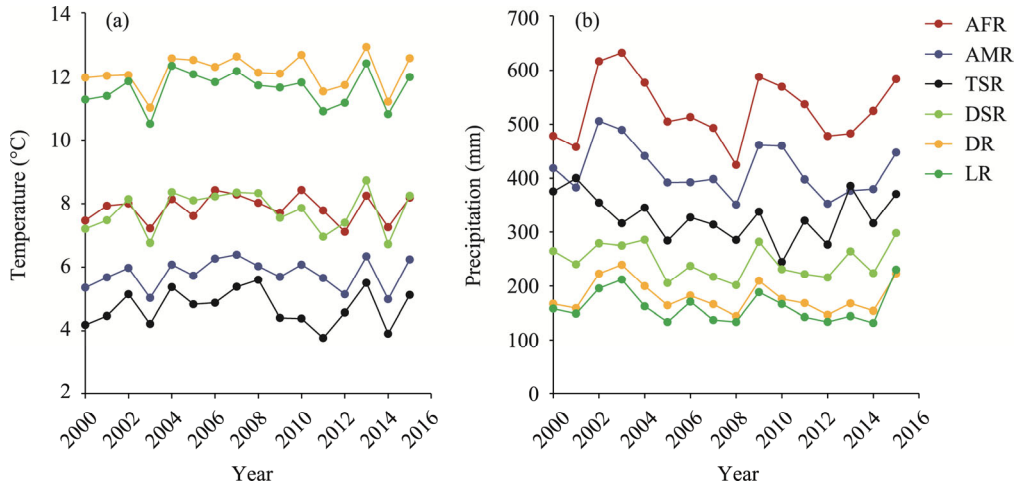 (a)
14
12
10
8
6
4
2
Temperature (°C)
2000
2002
2004
2006
2008
2010
2012
2014
2016
Year
(b)
700
600
500
400
300
200
100
0
Precipitation (mm)
2000
2002
2004
2006
2008
2010
2012
2014
2016
Year
AFR
AMR
TSR
DSR
DR
LR